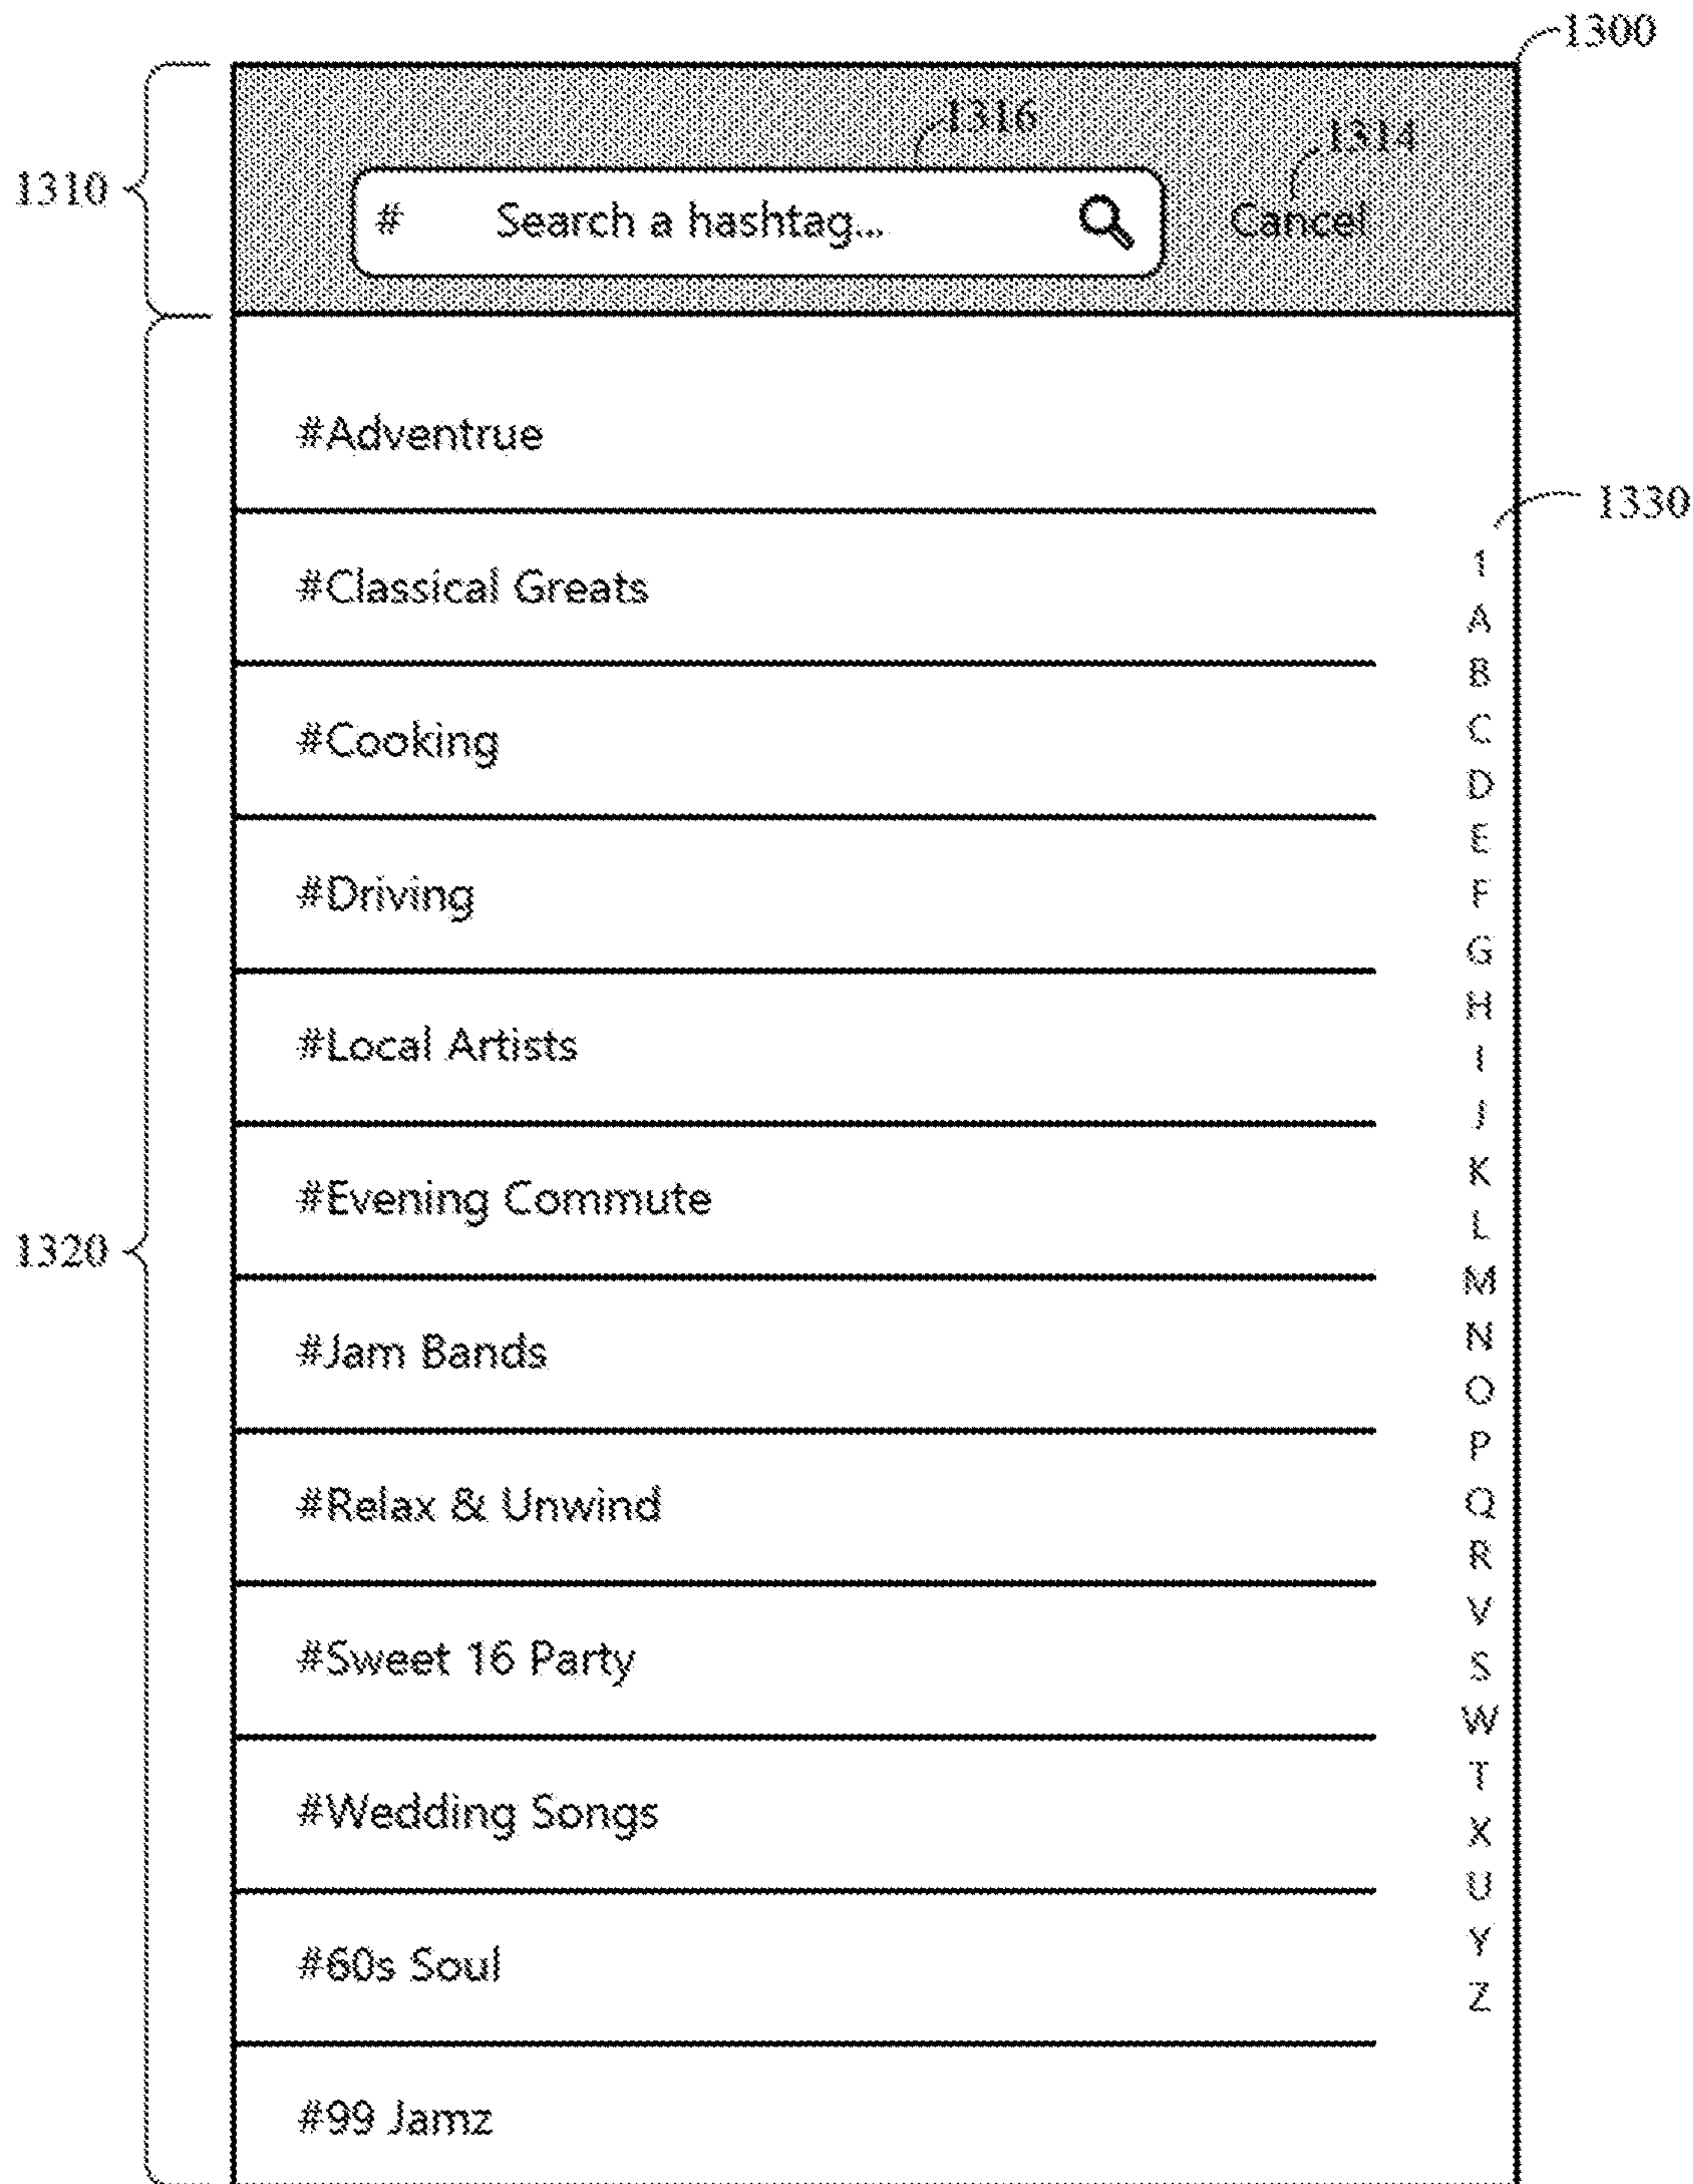 1300
1316
1314
1310
# Search a hashtag... Cancel
#Adventrue
1330
#Classical Greats
#Cooking
#Driving
#Local Artists
#Evening Commute
1320
#Jam Bands
#Relax & Unwind
#Sweet 16 Party
#Wedding Songs
#60s Soul
#99 Jamz
1
A
B
C
D
E
F
G
H
I
J
K
L
M
N
O
P
Q
R
V
S
W
T
X
U
Y
Z